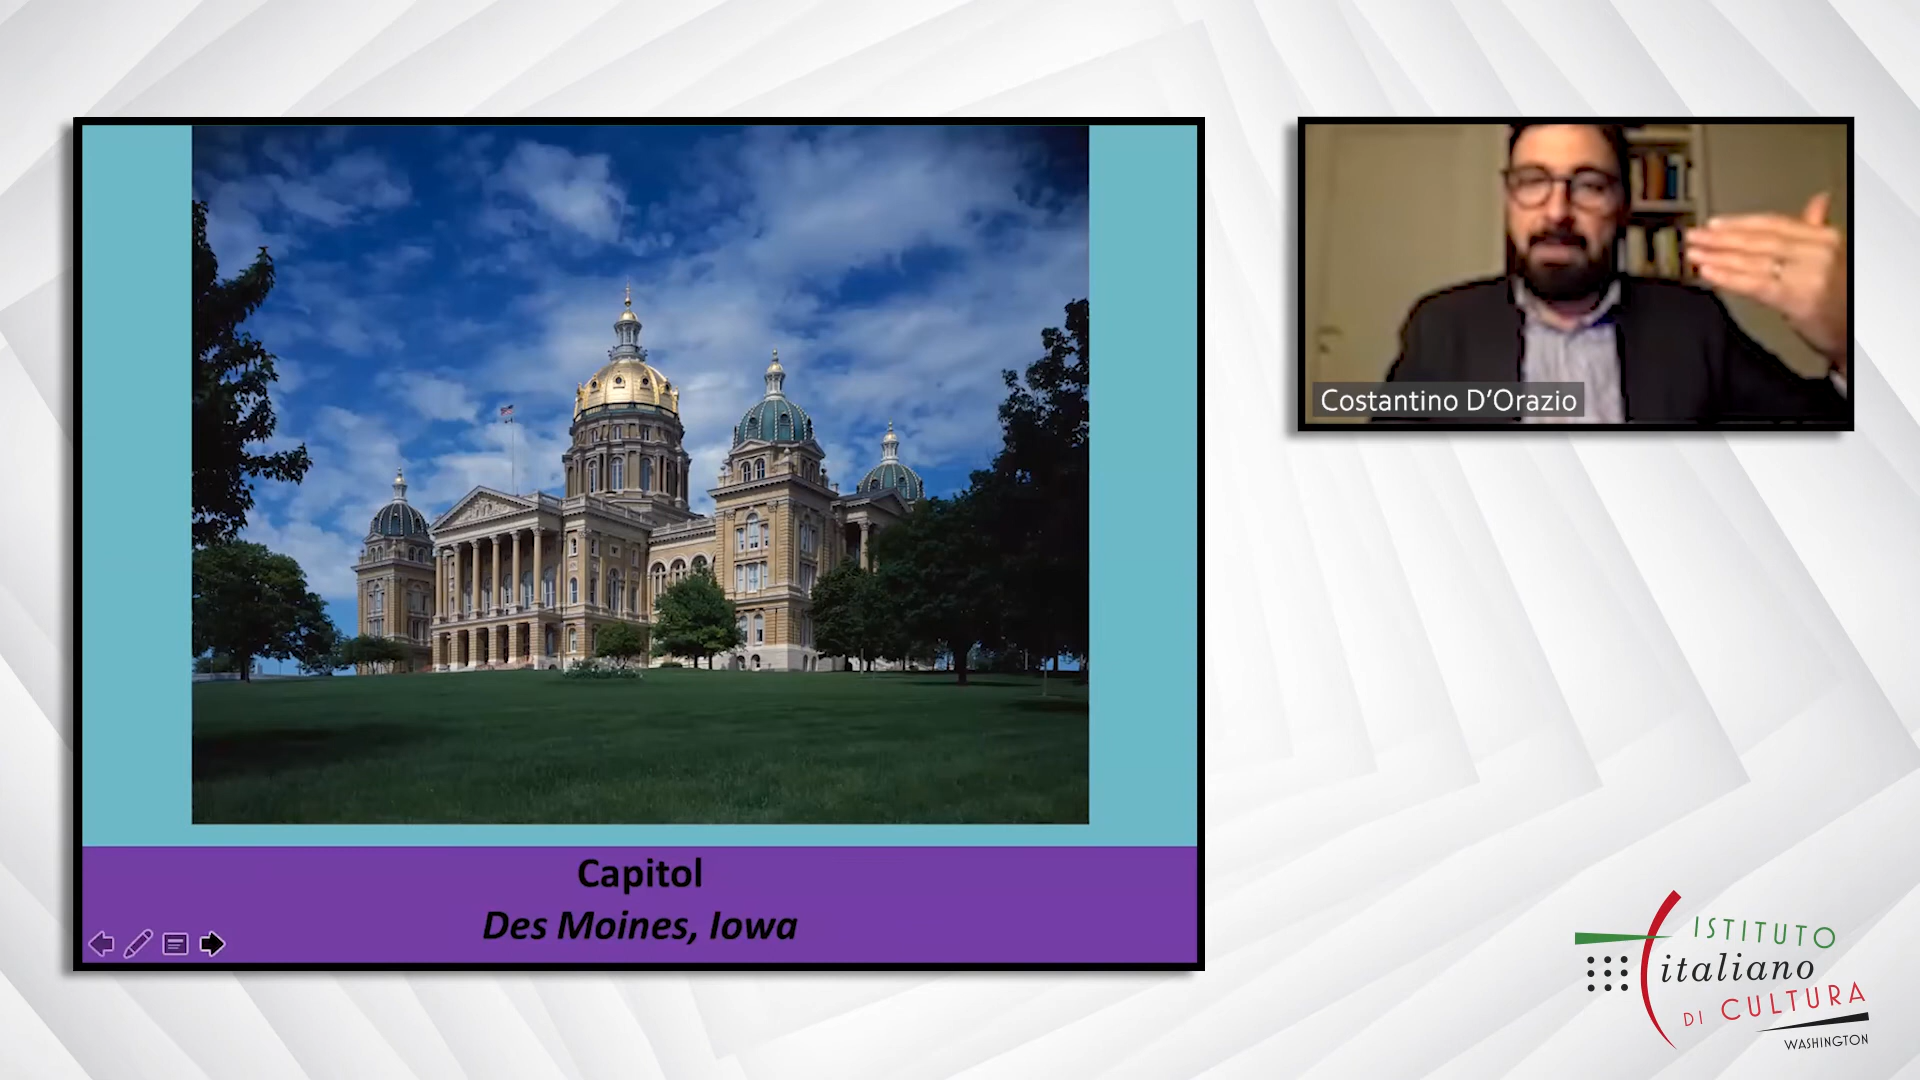 Capitol
Des Moines, Iowa
Costantino D’Orazio
ISTITUTO
italiano
DI CULTURA
WASHINGTON